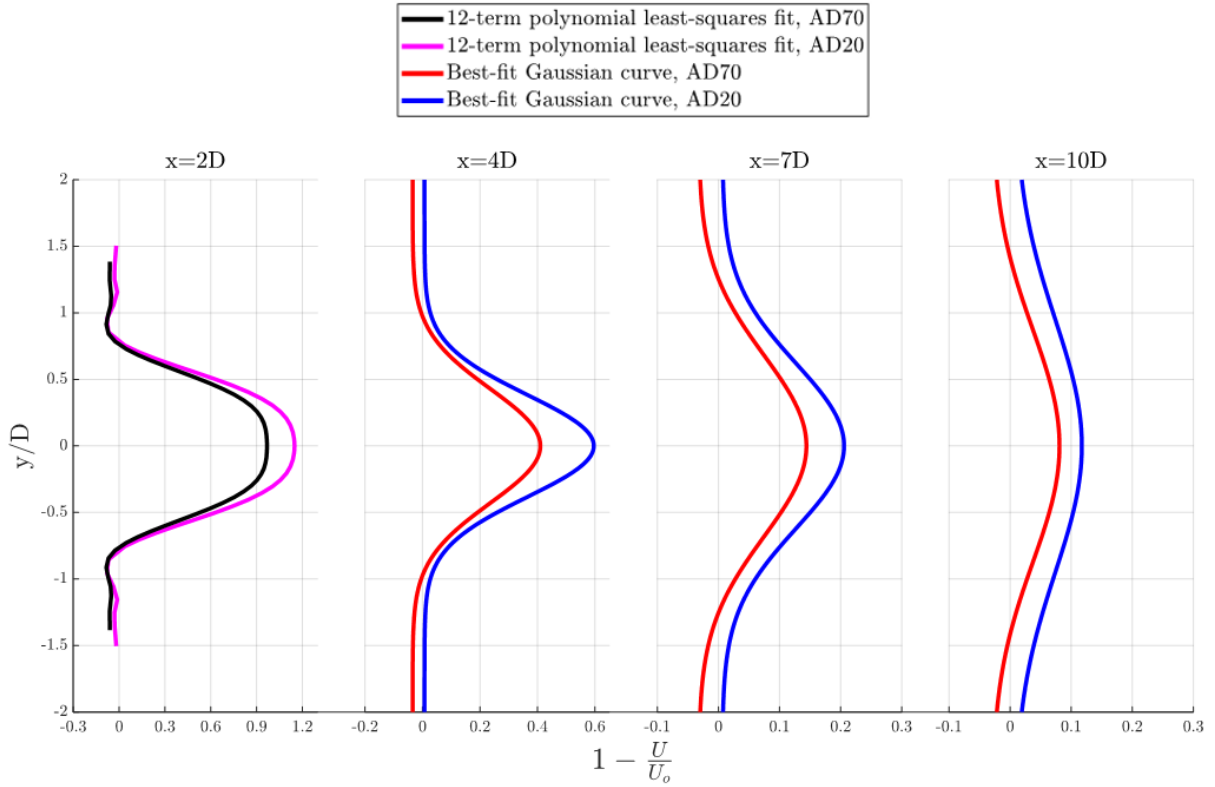 12-term polynomial least-squares fit, AD70
12-term polynomial least-squares fit, AD20
Best-fit Gaussian curve, AD70
Best-fit Gaussian curve, AD20
x=2D x=4D x=7D x=10D
2
1.5
1
0.5
0
-0.5
-1
-1.5
-2
y/D
-0.3 0 0.3 0.6 0.9 1.2 -0.2 0 0.2 0.4 0.6 -0.1 0 0.1 0.2 0.3 -0.1 0 0.1 0.2 0.3
1 - U/U_o